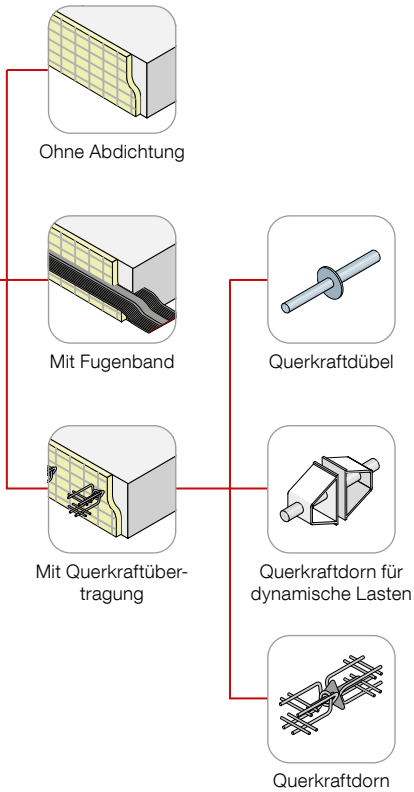 Ohne Abdichtung
Mit Fugenband
Querkraftdübel
Mit Querkraftüber-
tragung
Querkraftdorn für
dynamische Lasten
Querkraftdorn